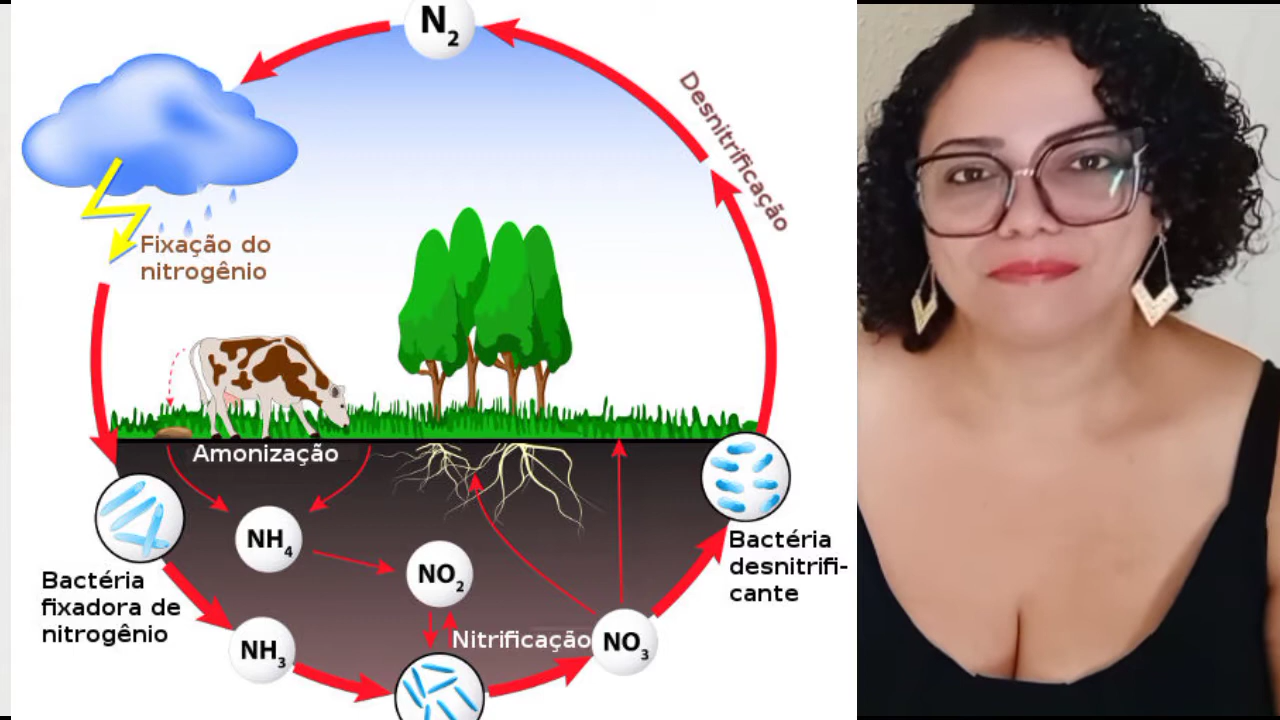 N2
Desnitrificação
Fixação do
nitrogênio
Amonização
NH4
NO2
Bactéria
desnitrifi-
cante
Bactéria
fixadora de
nitrogênio
Nitrificação
NO3
NH3